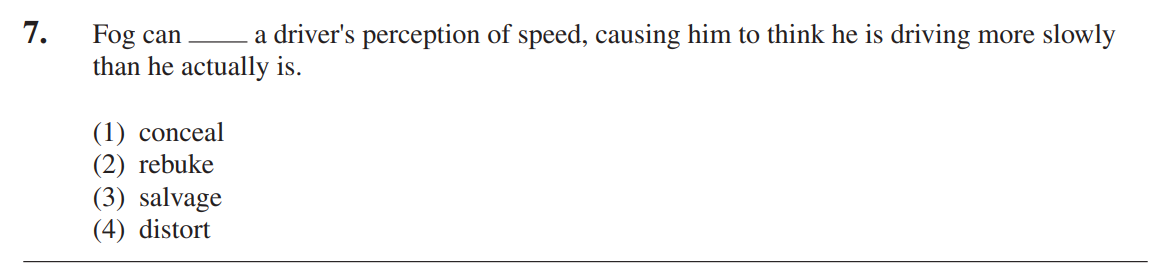 7. Fog can _____ a driver's perception of speed, causing him to think he is driving more slowly
than he actually is.
(1) conceal
(2) rebuke
(3) salvage
(4) distort